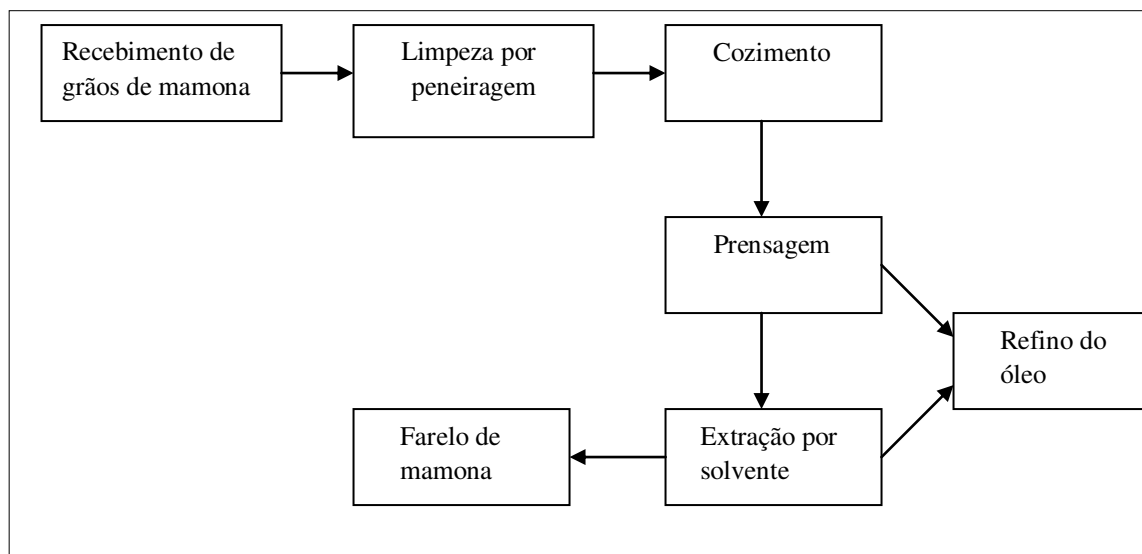 Recebimento de
grãos de mamona
Limpeza por
peneiragem
Cozimento
Prensagem
Refino do
óleo
Extração por
solvente
Farelo de
mamona